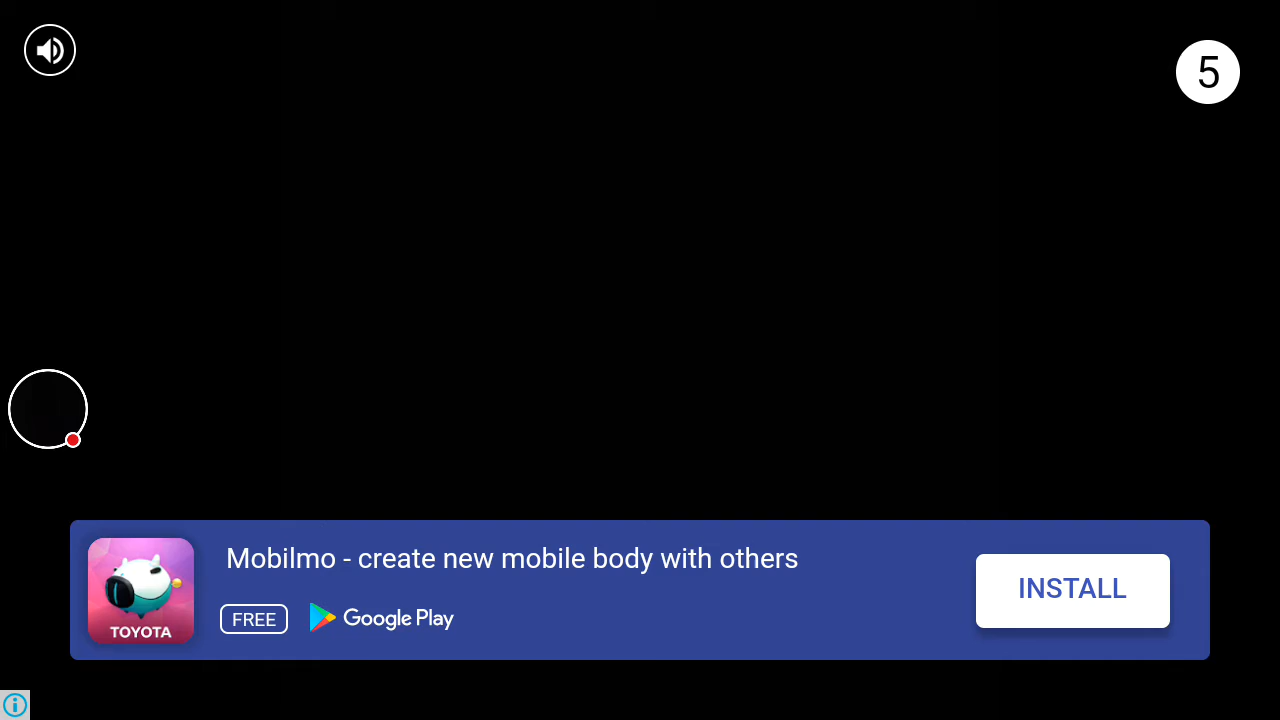 5
Mobilmo - create new mobile body with others
INSTALL
FREE
Google Play
TOYOTA